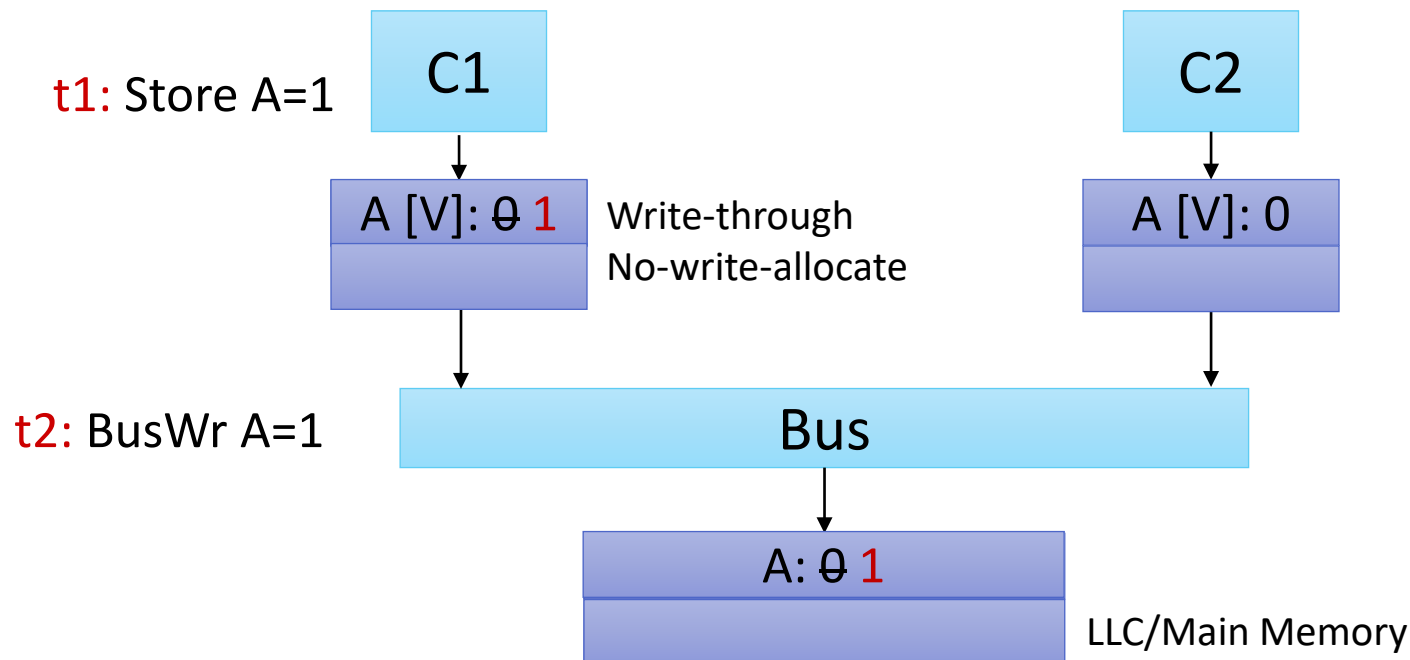 C1
C2
t1: Store A=1
A [V]: 0 1
Write-through
No-write-allocate
A [V]: 0
t2: BusWr A=1
Bus
A: 0 1
LLC/Main Memory